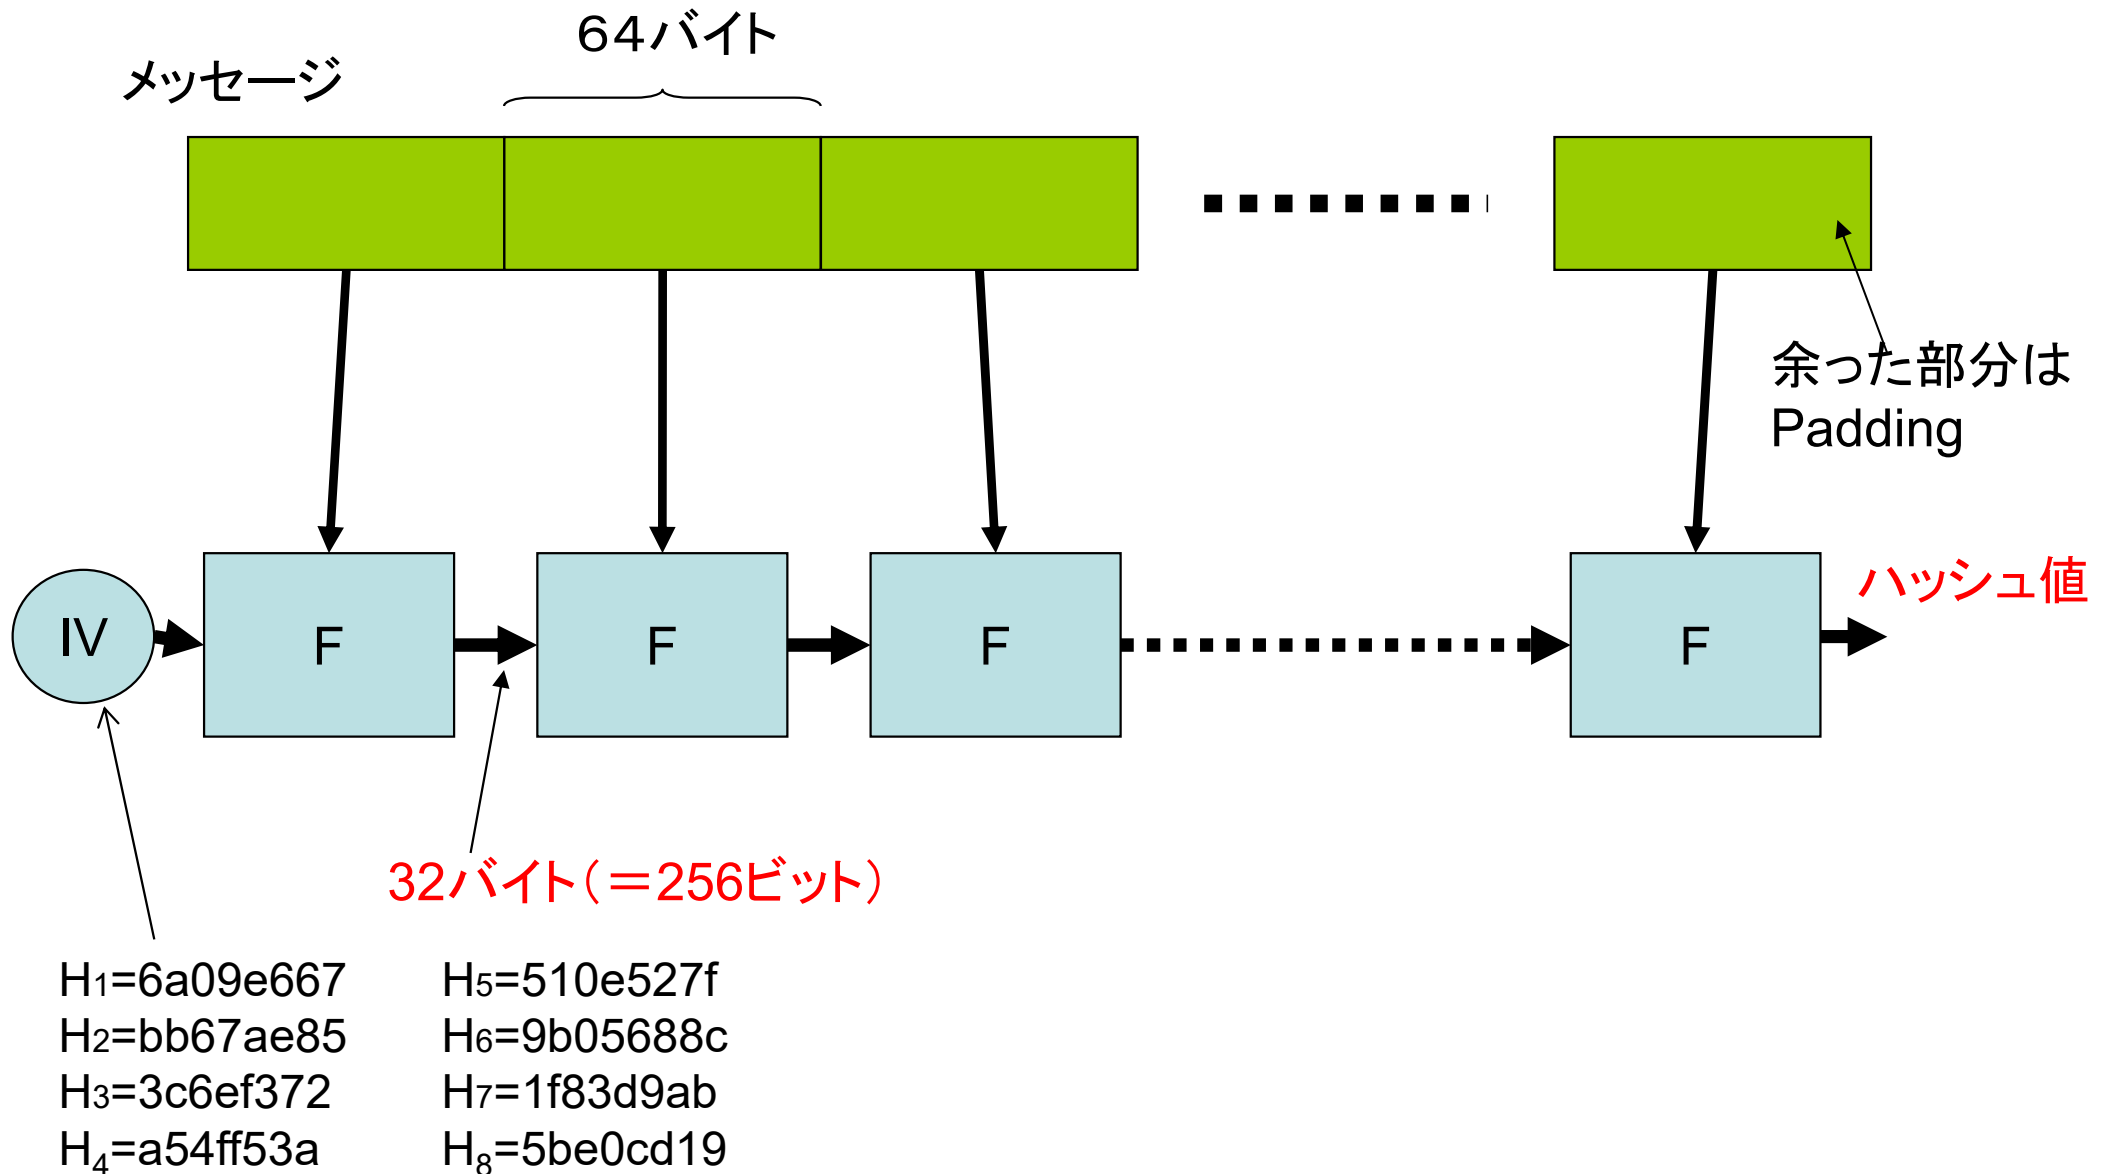 64バイト
メッセージ
余った部分は
Padding
ハッシュ値
IV
F
F
F
F
32バイト（＝256ビット）
H1=6a09e667
H2=bb67ae85
H3=3c6ef372
H4=a54ff53a
H5=510e527f
H6=9b05688c
H7=1f83d9ab
H8=5be0cd19